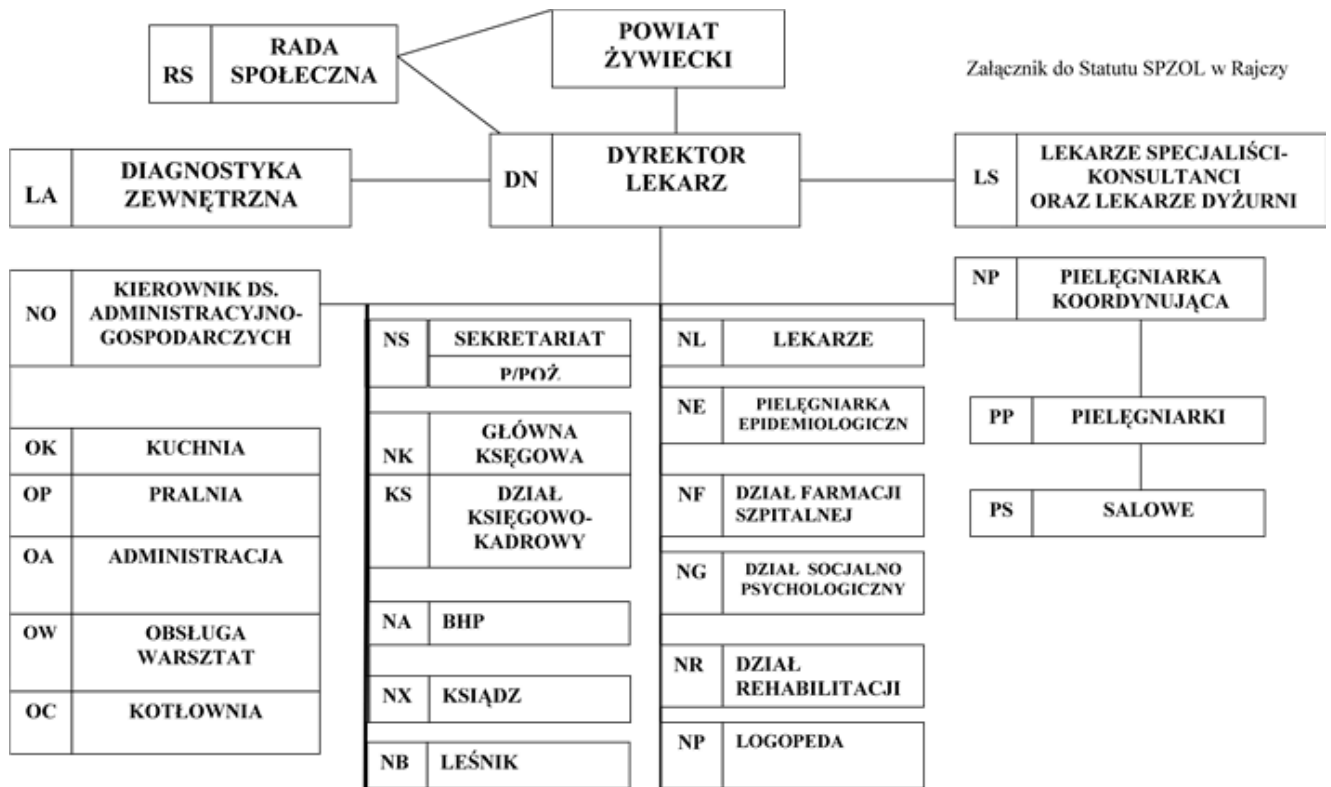 RS
RADA
SPOŁECZNA
POWIAT
ŻYWIECKI
Załącznik do Statutu SPZOL w Rajczy
LA
DIAGNOSTYKA
ZEWNĘTRZNA
DN
DYREKTOR
LEKARZ
LS
LEKARZE SPECJALIŚCI-
KONSULTANCI
ORAZ LEKARZE DYŻURNI
NO
KIEROWNIK DS.
ADMINISTRACYJNO-
GOSPODARCZYCH
NP
PIELĘGNIARKA
KOORDYNUJĄCA
OK
KUCHNIA
OP
PRALNIA
OA
ADMINISTRACJA
OW
OBSŁUGA
WARSZTAT
OC
KOTŁOWNIA
NS
SEKRETARIAT
P/POŻ
NK
GŁÓWNA
KSĘGOWA
KS
DZIAŁ
KSIĘGOWO-
KADROWY
NA
BHP
NX
KSIĄDZ
NB
LEŚNIK
NL
LEKARZE
NE
PIELĘGNIARKA
EPIDEMIOLOGICZN
NF
DZIAŁ FARMACJI
SZPITALNEJ
NG
DZIAŁ SOCJALNO
PSYCHOLOGICZNY
NR
DZIAŁ
REHABILITACJI
NP
LOGOPEDA
PP
PIELĘGNIARKI
PS
SALOWE